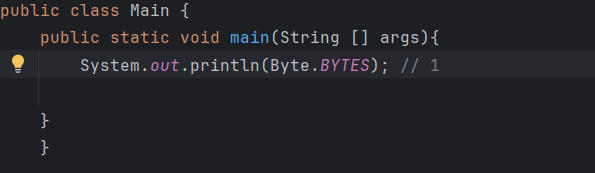 public class Main {
    public static void main(String [] args){
        System.out.println(Byte.BYTES); // 1
    }
    }